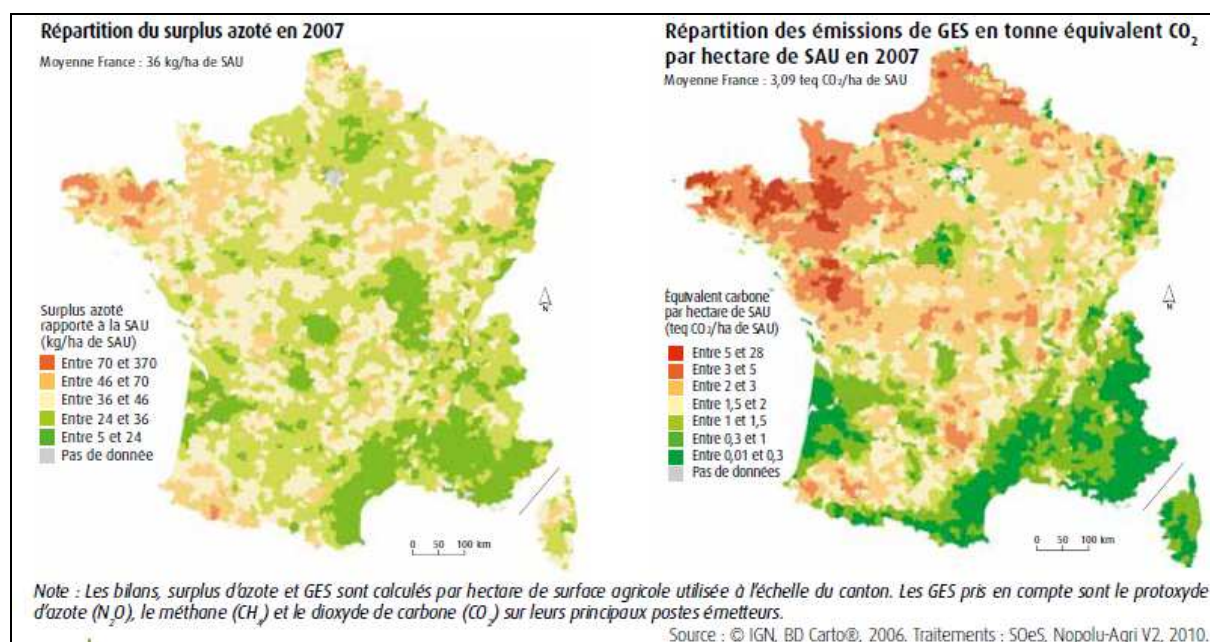 Répartition du surplus azoté en 2007
Moyenne France : 36 kg/ha de SAU
Surplus azoté
rapporté à la SAU
(kg/ha de SAU)
Entre 70 et 370
Entre 46 et 70
Entre 36 et 46
Entre 24 et 36
Entre 5 et 24
Pas de donnée
N
0 50 100 km
Répartition des émissions de GES en tonne équivalent CO₂
par hectare de SAU en 2007
Moyenne France : 3,09 teq CO₂/ha de SAU
Équivalent carbone
par hectare de SAU
(teq CO₂/ha de SAU)
Entre 5 et 28
Entre 3 et 5
Entre 2 et 3
Entre 1,5 et 2
Entre 1 et 1,5
Entre 0,3 et 1
Entre 0,01 et 0,3
Pas de données
N
0 50 100 km
Note : Les bilans, surplus d'azote et GES sont calculés par hectare de surface agricole utilisée à l'échelle du canton. Les GES pris en compte sont le protoxyde
d'azote (N₂O), le méthane (CH₄) et le dioxyde de carbone (CO₂) sur leurs principaux postes émetteurs.
Source : © IGN, BD Carto®, 2006. Traitements : SOeS, Nopolu-Agri V2, 2010.